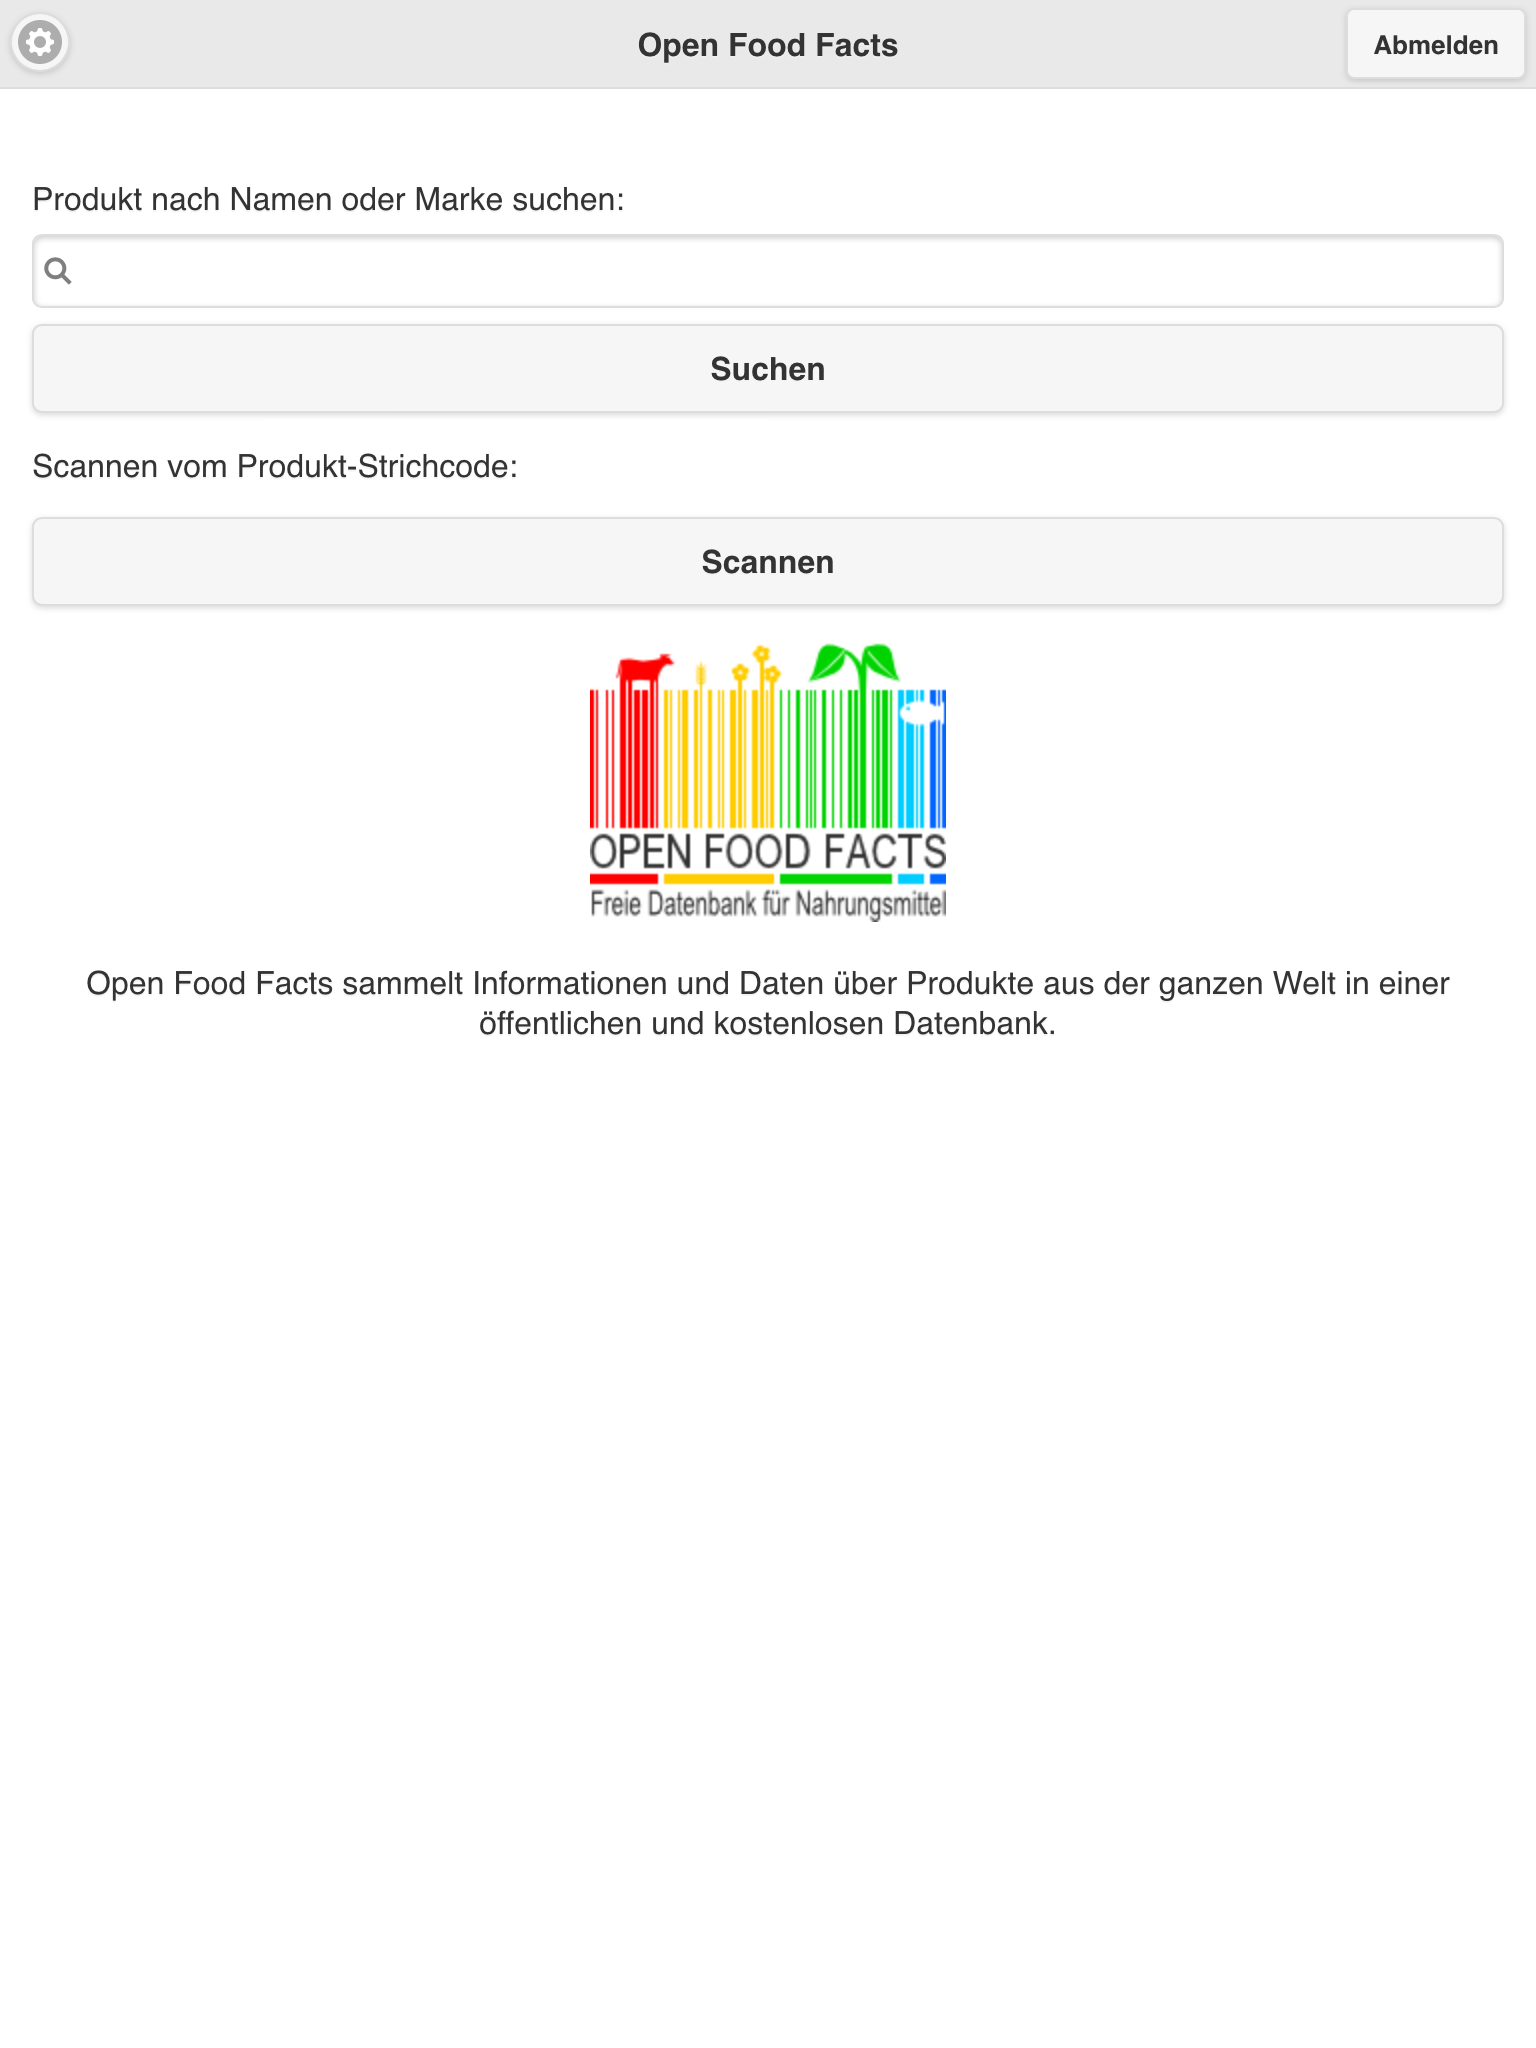 Open Food Facts
Abmelden
Produkt nach Namen oder Marke suchen:
Suchen
Scannen vom Produkt-Strichcode:
Scannen
OPEN FOOD FACTS
Freie Datenbank für Nahrungsmittel
Open Food Facts sammelt Informationen und Daten über Produkte aus der ganzen Welt in einer
öffentlichen und kostenlosen Datenbank.